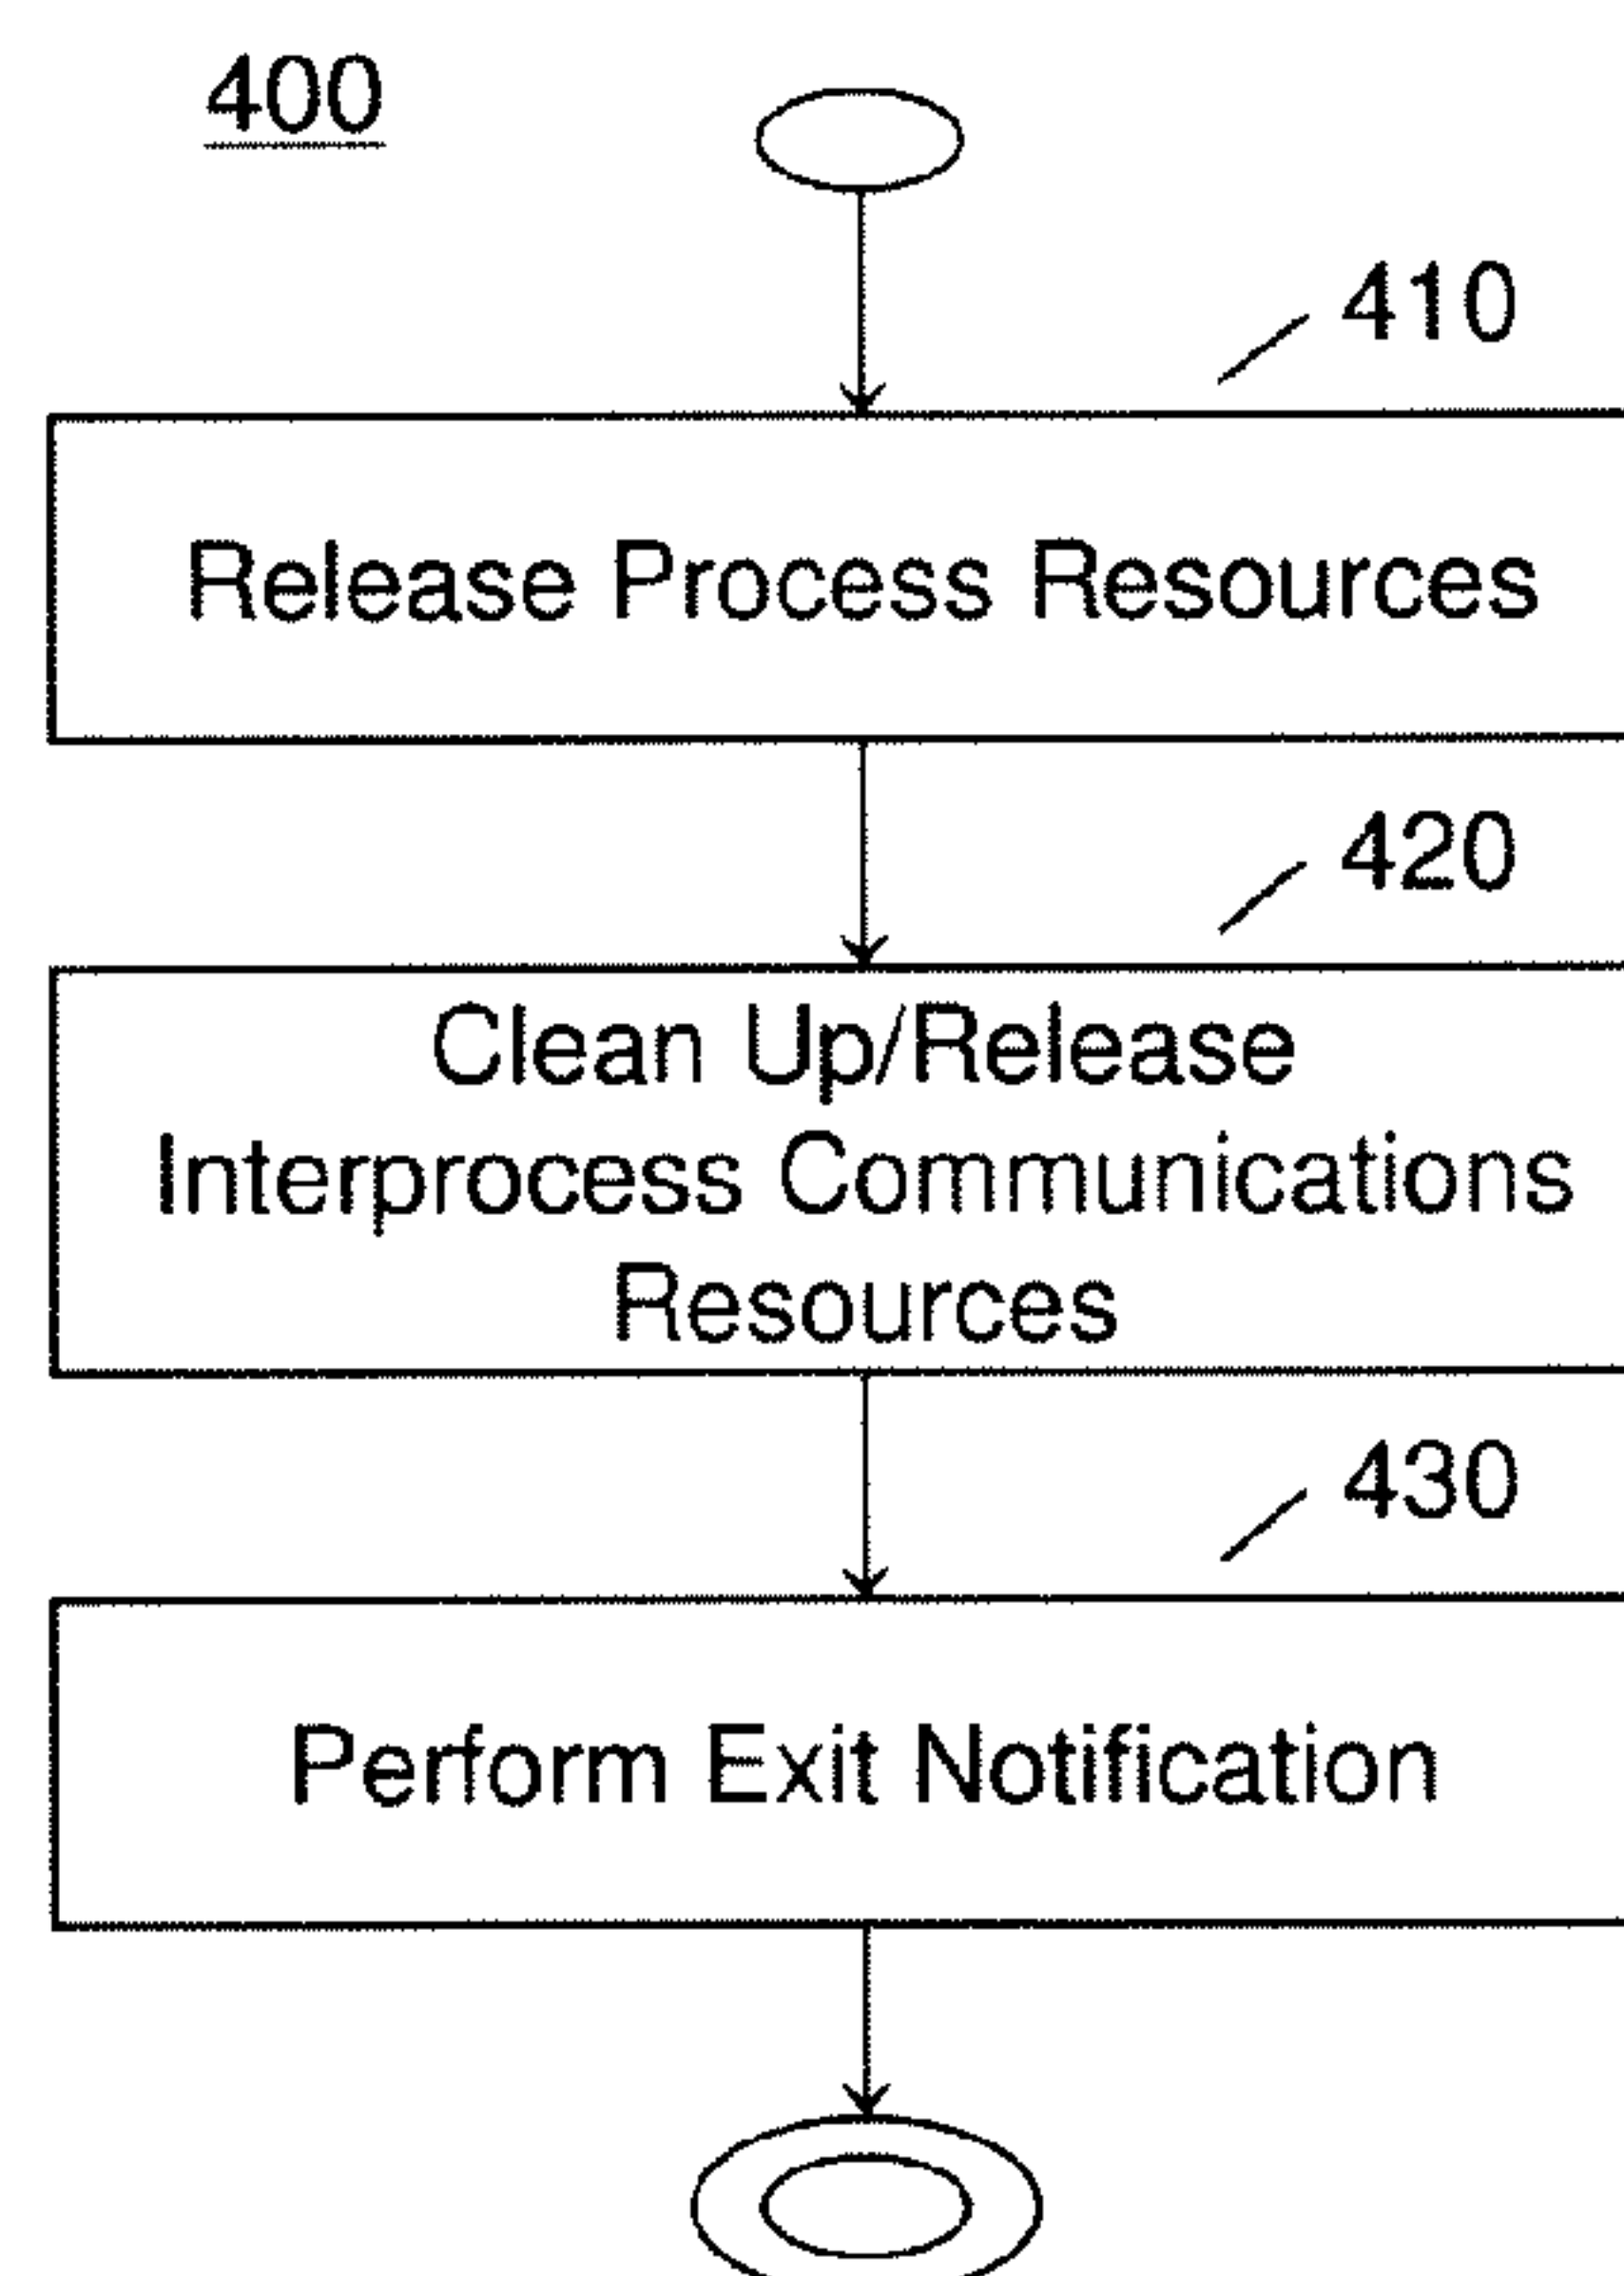 400
410
Release Process Resources
420
Clean Up/Release
Interprocess Communications
Resources
430
Perform Exit Notification